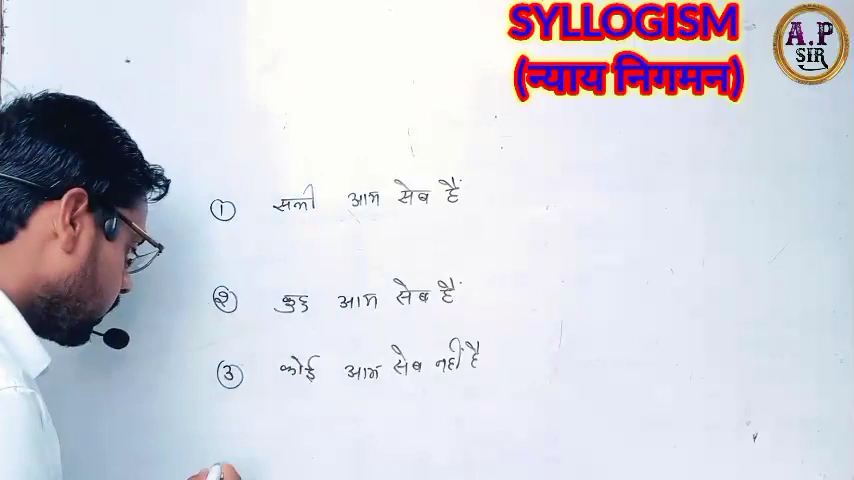 SYLLOGISM
(न्याय निगमन)
A.P
SIR
① सभी आम सेब हैं
② कुछ आम सेब हैं
③ कोई आम सेब नहीं है